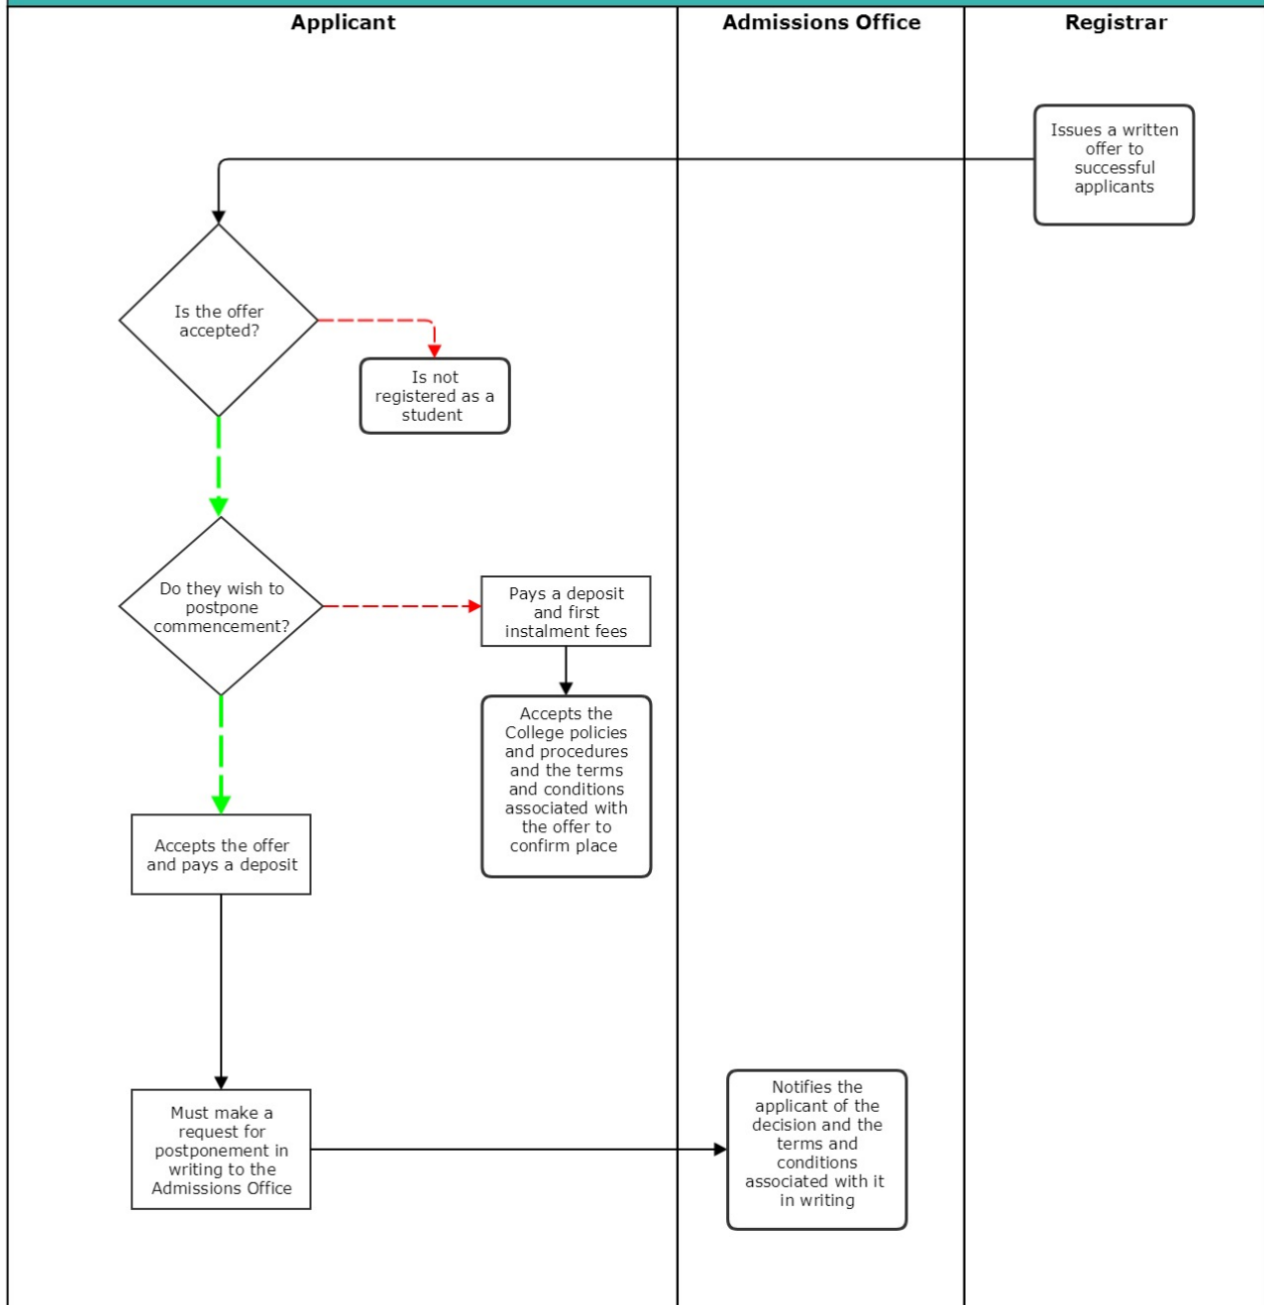 Applicant
Admissions Office
Registrar
Issues a written
offer to
successful
applicants
Is the offer
accepted?
Is not
registered as a
student
Do they wish to
postpone
commencement?
Pays a deposit
and first
instalment fees
Accepts the
College policies
and procedures
and the terms
and conditions
associated with
the offer to
confirm place
Accepts the offer
and pays a deposit
Must make a
request for
postponement in
writing to the
Admissions Office
Notifies the
applicant of the
decision and the
terms and
conditions
associated with it
in writing